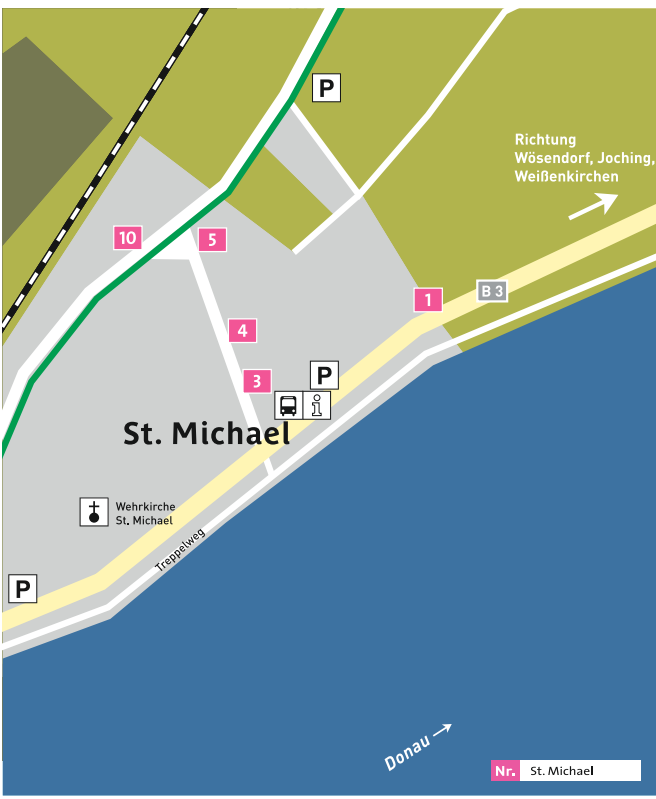 P
Richtung
Wösendorf, Joching,
Weißenkirchen
10
5
B 3
1
4
P
3
i
St. Michael
Wehrkirche
St. Michael
Treppelweg
P
Donau
Nr. St. Michael